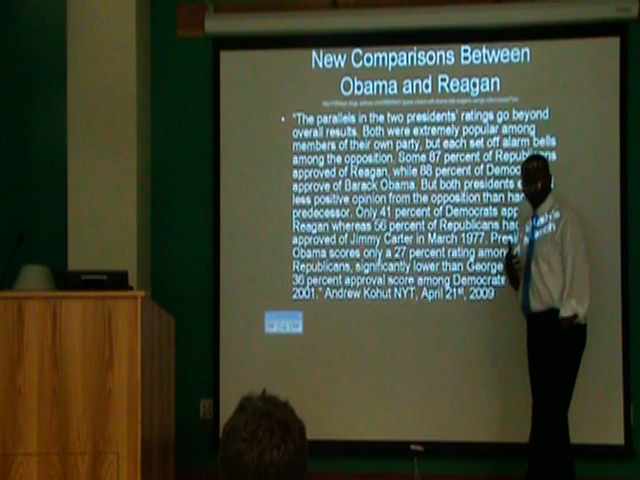 New Comparisons Between
Obama and Reagan
• "The parallels in the two presidents' ratings go beyond
overall results. Both were extremely popular among
members of their own party, but each set off alarm bells
among the opposition. Some 87 percent of Republicans
approved of Reagan, while 88 percent of Democ
approve of Barack Obama. But both presidents
less positive opinion from the opposition than
predecessor. Only 41 percent of Democrats app
Reagan whereas 56 percent of Republicans had
approved of Jimmy Carter in March 1977. Presi
Obama scores only a 27 percent rating among
Republicans, significantly lower than George
36 percent approval score among Democrats
2001." Andrew Kohut NYT, April 21st, 2009